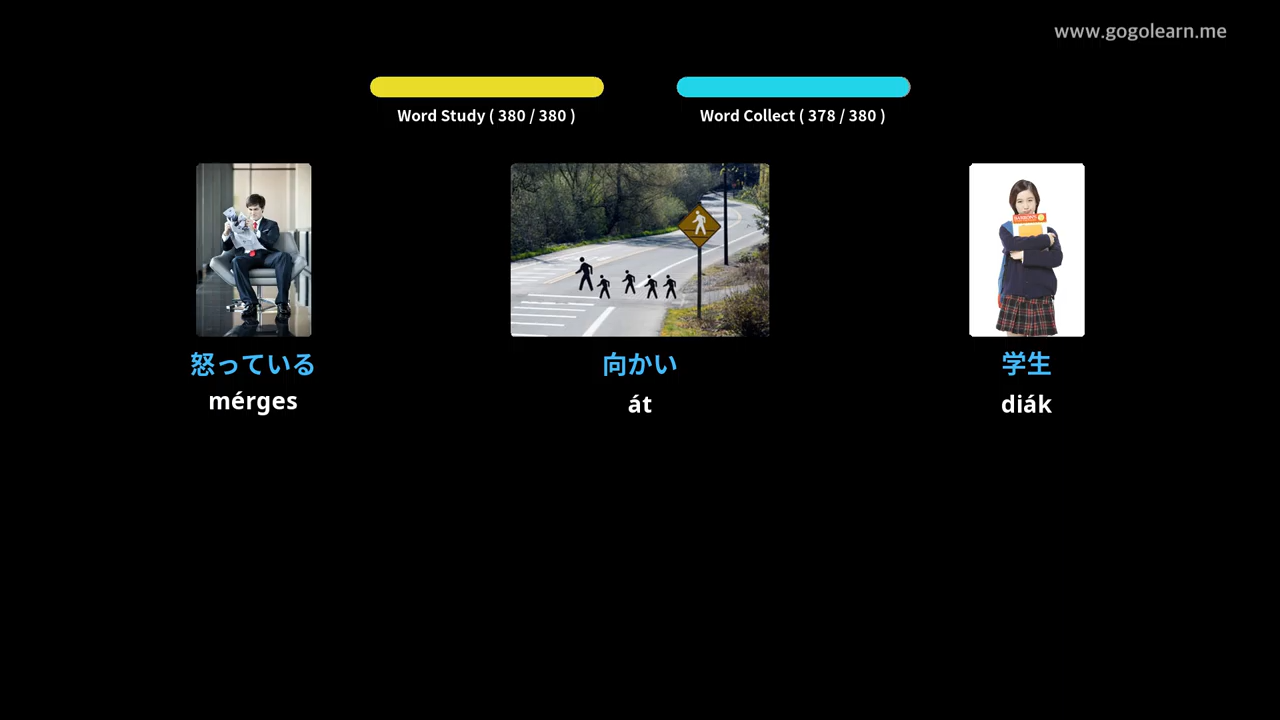 www.gogolearn.me
Word Study ( 380 / 380 )
Word Collect ( 378 / 380 )
怒っている
向かい
学生
mérges
át
diák